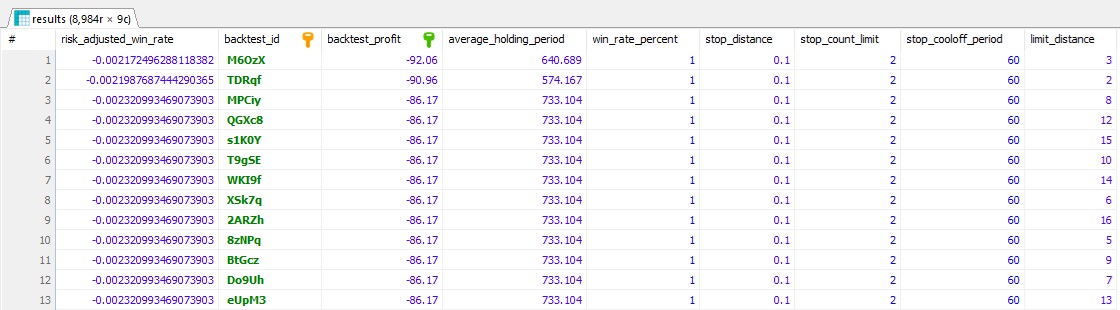 results (8,984r × 9c)
# risk_adjusted_win_rate backtest_id backtest_profit average_holding_period win_rate_percent stop_distance stop_count_limit stop_cooloff_period limit_distance
1 -0.002172496288118382 M6OzX -92.06 640.689 1 0.1 2 60 3
2 -0.0021987687444290365 TDRqf -90.96 574.167 1 0.1 2 60 2
3 -0.002320993469073903 MPCiy -86.17 733.104 1 0.1 2 60 8
4 -0.002320993469073903 QGXc8 -86.17 733.104 1 0.1 2 60 12
5 -0.002320993469073903 s1K0Y -86.17 733.104 1 0.1 2 60 15
6 -0.002320993469073903 T9gSE -86.17 733.104 1 0.1 2 60 10
7 -0.002320993469073903 WKI9f -86.17 733.104 1 0.1 2 60 14
8 -0.002320993469073903 XSk7q -86.17 733.104 1 0.1 2 60 6
9 -0.002320993469073903 2ARZh -86.17 733.104 1 0.1 2 60 16
10 -0.002320993469073903 8zNPq -86.17 733.104 1 0.1 2 60 5
11 -0.002320993469073903 BtGcz -86.17 733.104 1 0.1 2 60 9
12 -0.002320993469073903 Do9Uh -86.17 733.104 1 0.1 2 60 7
13 -0.002320993469073903 eUpM3 -86.17 733.104 1 0.1 2 60 13